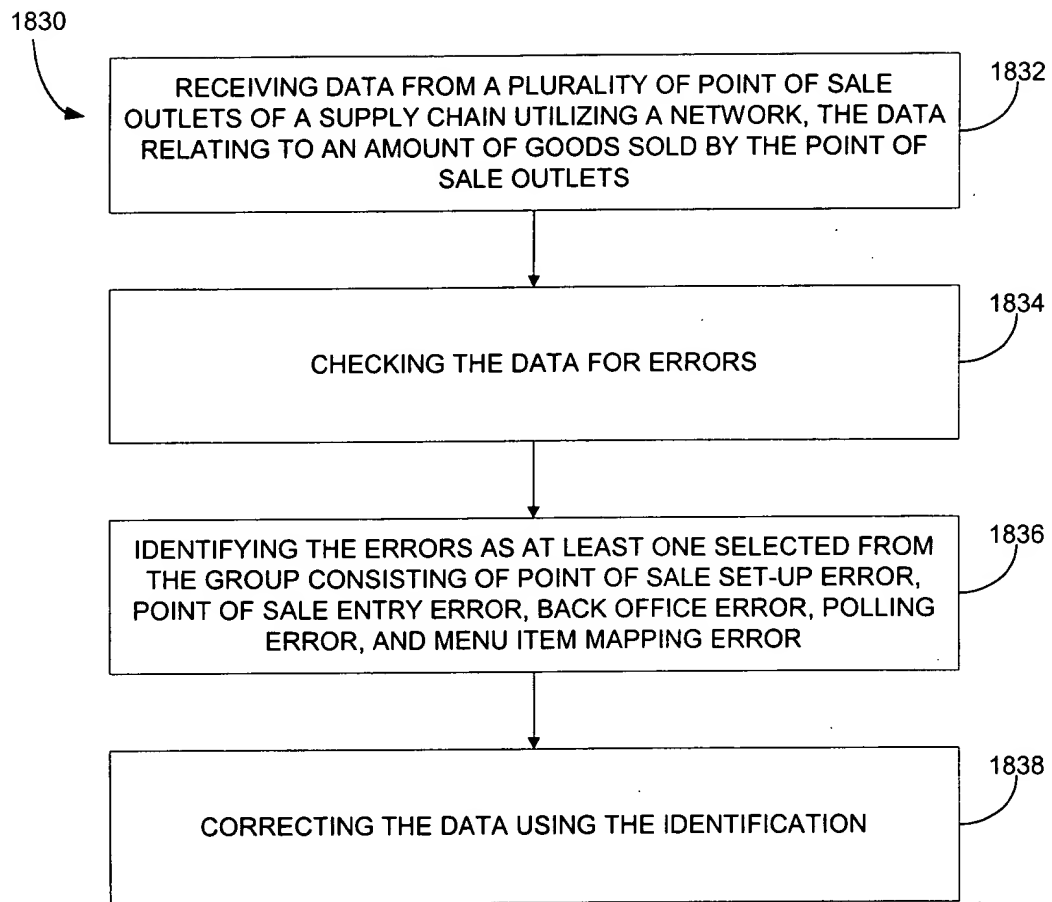 1830
1832
RECEIVING DATA FROM A PLURALITY OF POINT OF SALE
OUTLETS OF A SUPPLY CHAIN UTILIZING A NETWORK, THE DATA
RELATING TO AN AMOUNT OF GOODS SOLD BY THE POINT OF
SALE OUTLETS
1834
CHECKING THE DATA FOR ERRORS
1836
IDENTIFYING THE ERRORS AS AT LEAST ONE SELECTED FROM
THE GROUP CONSISTING OF POINT OF SALE SET-UP ERROR,
POINT OF SALE ENTRY ERROR, BACK OFFICE ERROR, POLLING
ERROR, AND MENU ITEM MAPPING ERROR
1838
CORRECTING THE DATA USING THE IDENTIFICATION